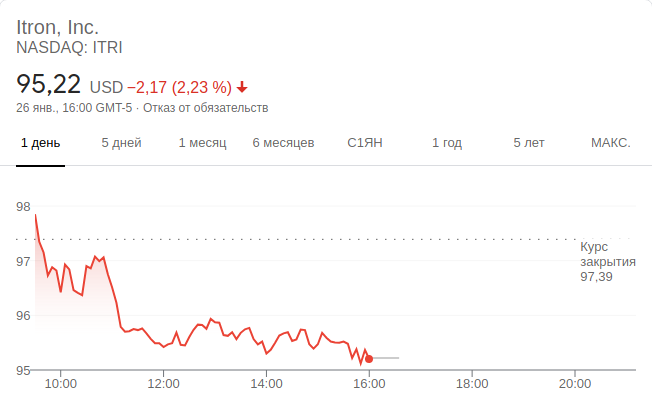 Itron, Inc.
NASDAQ: ITRI
95,22 USD −2,17 (2,23 %)
26 янв., 16:00 GMT-5 · Отказ от обязательств
1 день 5 дней 1 месяц 6 месяцев С1ЯН 1 год 5 лет МАКС.
98
97
96
95
Курс
закрытия
97,39
10:00 12:00 14:00 16:00 18:00 20:00